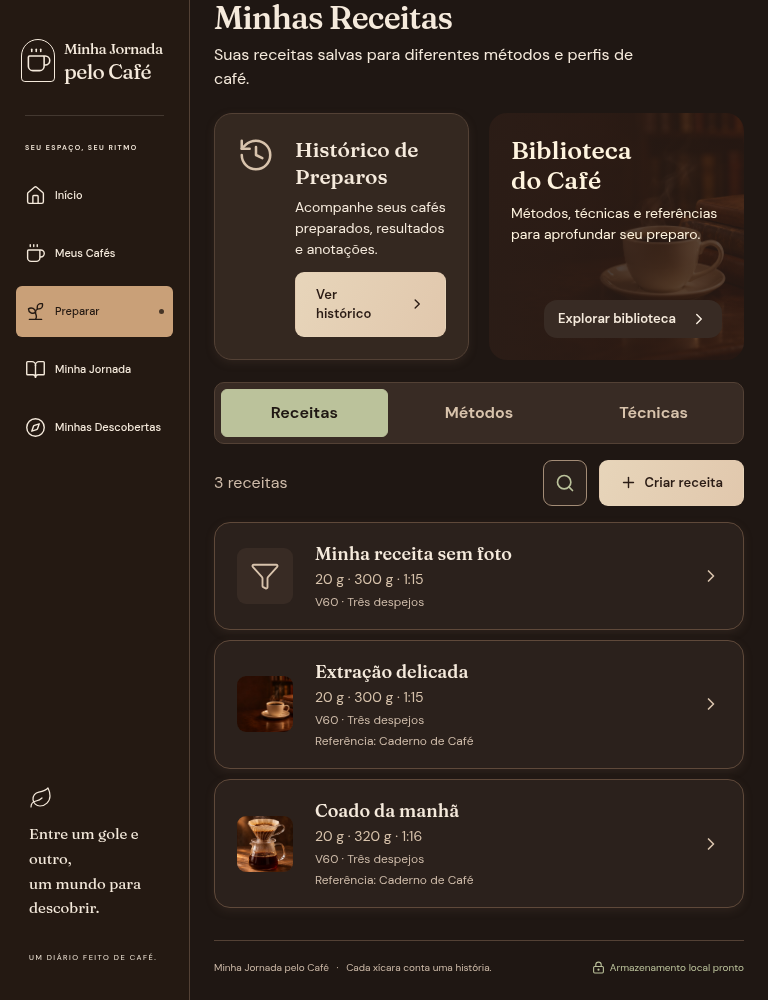 Minha Jornada
pelo Café
SEU ESPAÇO, SEU RITMO
Início
Meus Cafés
Preparar
Minha Jornada
Minhas Descobertas
Entre um gole e
outro,
um mundo para
descobrir.
UM DIÁRIO FEITO DE CAFÉ.
Minhas Receitas
Suas receitas salvas para diferentes métodos e perfis de
café.
Histórico de
Preparos
Acompanhe seus cafés
preparados, resultados
e anotações.
Ver
histórico
Biblioteca
do Café
Métodos, técnicas e referências
para aprofundar seu preparo.
Explorar biblioteca
Receitas
Métodos
Técnicas
3 receitas
Criar receita
Minha receita sem foto
20 g · 300 g · 1:15
V60 · Três despejos
Extração delicada
20 g · 300 g · 1:15
V60 · Três despejos
Referência: Caderno de Café
Coado da manhã
20 g · 320 g · 1:16
V60 · Três despejos
Referência: Caderno de Café
Minha Jornada pelo Café · Cada xícara conta uma história.
Armazenamento local pronto